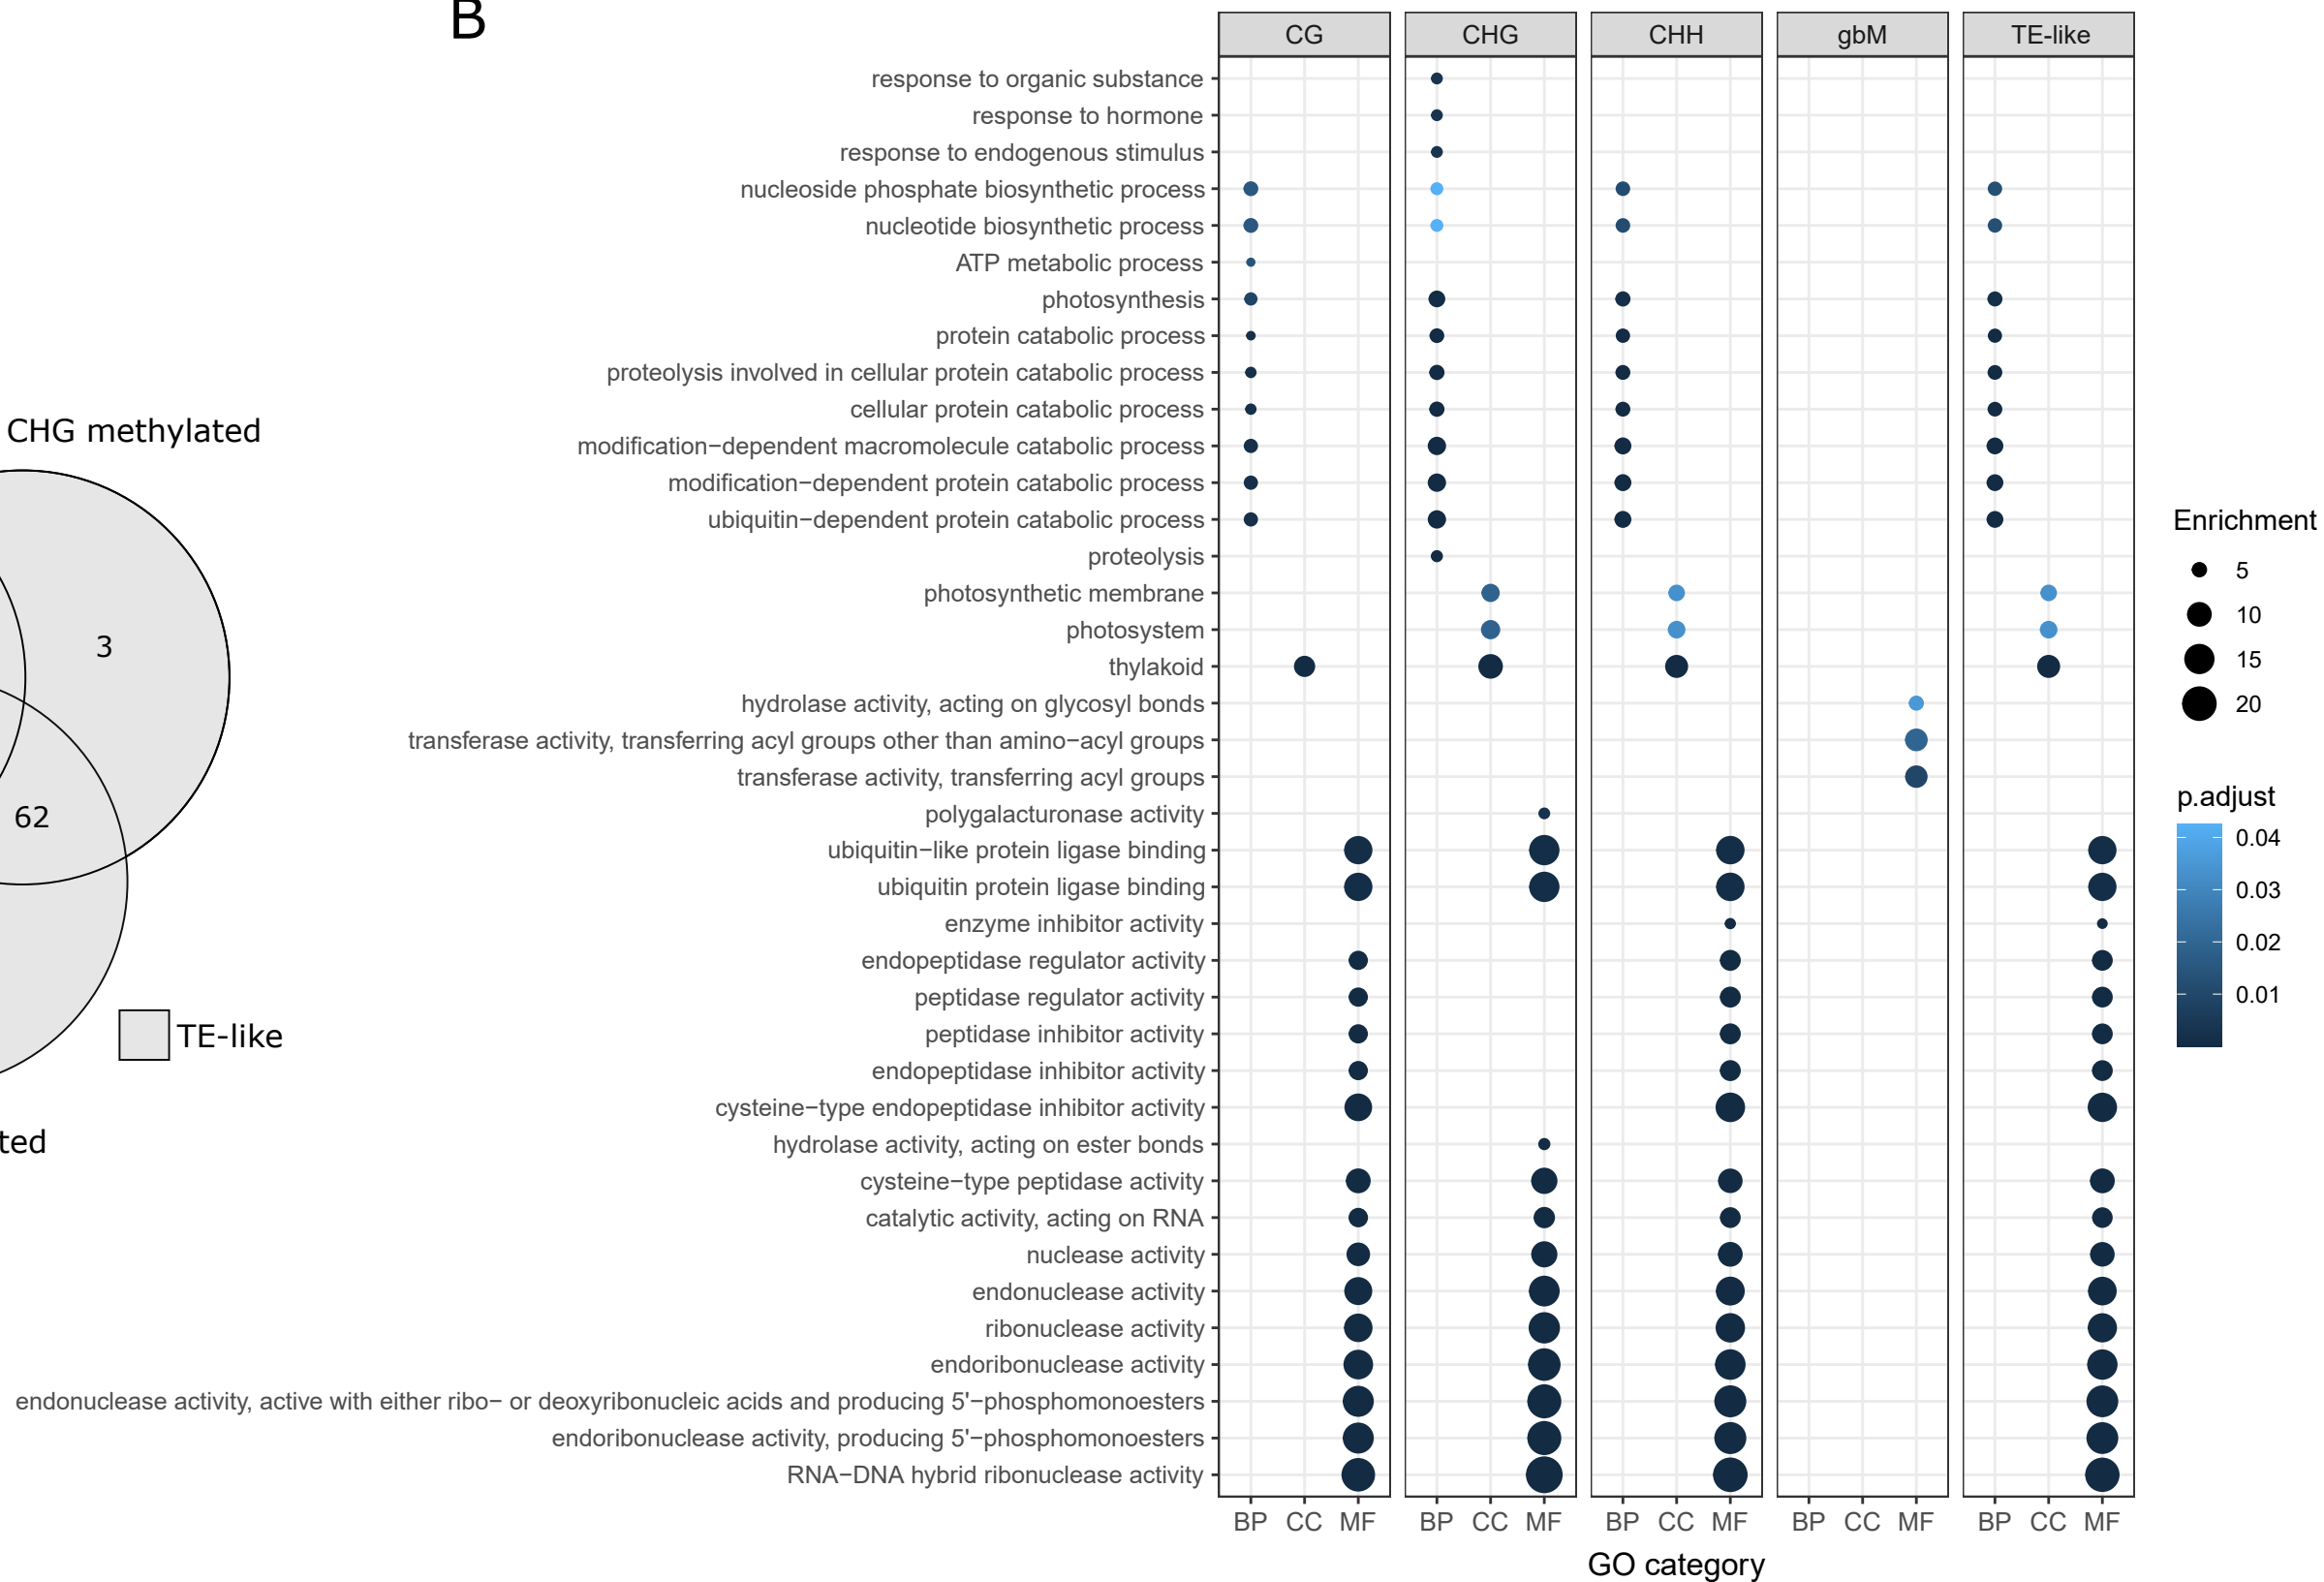 B
CG CHG CHH gbM TE-like
response to organic substance
response to hormone
response to endogenous stimulus
nucleoside phosphate biosynthetic process
nucleotide biosynthetic process
ATP metabolic process
photosynthesis
protein catabolic process
proteolysis involved in cellular protein catabolic process
cellular protein catabolic process
modification−dependent macromolecule catabolic process
modification−dependent protein catabolic process
ubiquitin−dependent protein catabolic process
proteolysis
photosynthetic membrane
photosystem
thylakoid
hydrolase activity, acting on glycosyl bonds
transferase activity, transferring acyl groups other than amino−acyl groups
transferase activity, transferring acyl groups
polygalacturonase activity
ubiquitin−like protein ligase binding
ubiquitin protein ligase binding
enzyme inhibitor activity
endopeptidase regulator activity
peptidase regulator activity
peptidase inhibitor activity
endopeptidase inhibitor activity
cysteine−type endopeptidase inhibitor activity
hydrolase activity, acting on ester bonds
cysteine−type peptidase activity
catalytic activity, acting on RNA
nuclease activity
endonuclease activity
ribonuclease activity
endoribonuclease activity
endonuclease activity, active with either ribo− or deoxyribonucleic acids and producing 5'−phosphomonoesters
endoribonuclease activity, producing 5'−phosphomonoesters
RNA−DNA hybrid ribonuclease activity
BP CC MF BP CC MF BP CC MF BP CC MF BP CC MF
GO category
CHG methylated
3
62
TE-like
ted
Enrichment
5
10
15
20
p.adjust
0.04
0.03
0.02
0.01